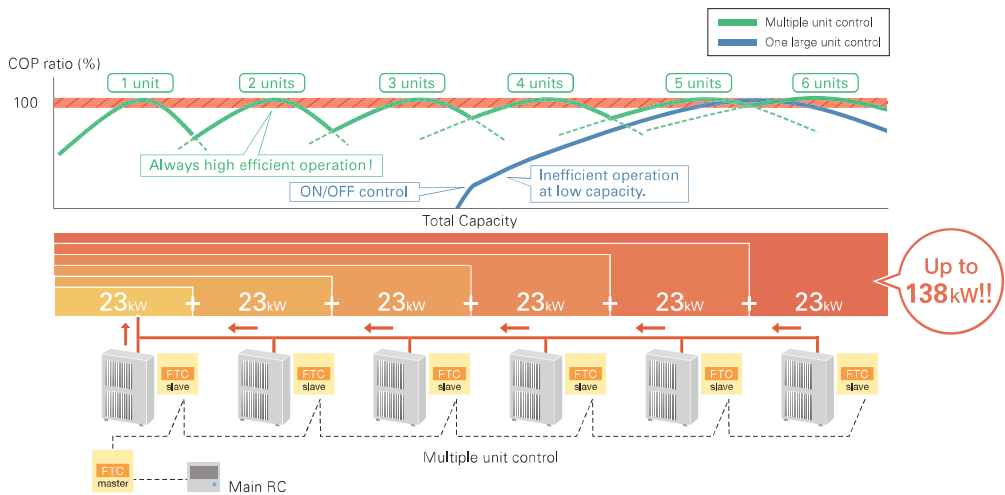 Multiple unit control
One large unit control
COP ratio (%)
1 unit
2 units
3 units
4 units
5 units
6 units
100
Always high efficient operation!
ON/OFF control
Inefficient operation
at low capacity.
Total Capacity
23kW + 23kW + 23kW + 23kW + 23kW + 23kW
Up to
138kW!!
FTC
slave
FTC
slave
FTC
slave
FTC
slave
FTC
slave
FTC
slave
Multiple unit control
FTC
master
Main RC